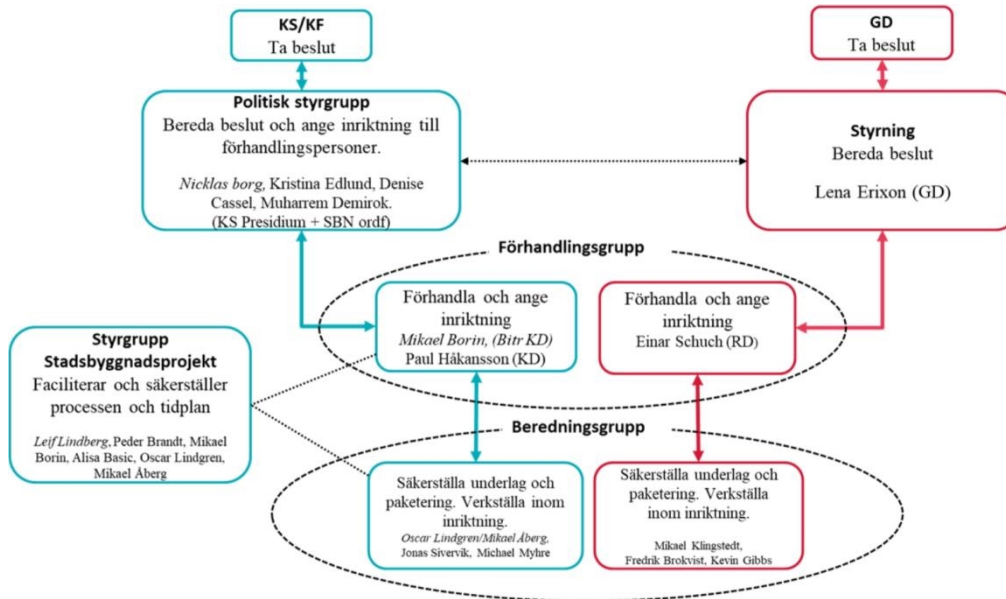 KS/KF
Ta beslut
GD
Ta beslut
Politisk styrgrupp
Bereda beslut och ange inriktning till
förhandlingspersoner.
Nicklas borg, Kristina Edlund, Denise
Cassel, Muharrem Demirok.
(KS Presidium + SBN ordf)
Styrning
Bereda beslut
Lena Erixon (GD)
Förhandlingsgrupp
Förhandla och ange
inriktning
Mikael Borin, (Bitr KD)
Paul Håkansson (KD)
Förhandla och ange
inriktning
Einar Schuch (RD)
Styrgrupp
Stadsbyggnadsprojekt
Faciliterar och säkerställer
processen och tidplan
Leif Lindberg, Peder Brandt, Mikael
Borin, Alisa Basic, Oscar Lindgren,
Mikael Åberg
Beredningsgrupp
Säkerställa underlag och
paketering. Verkställa inom
inriktning.
Oscar Lindgren/Mikael Åberg,
Jonas Sivervik, Michael Myhre
Säkerställa underlag och
paketering. Verkställa
inom inriktning.
Mikael Klingstedt,
Fredrik Brokvist, Kevin Gibbs